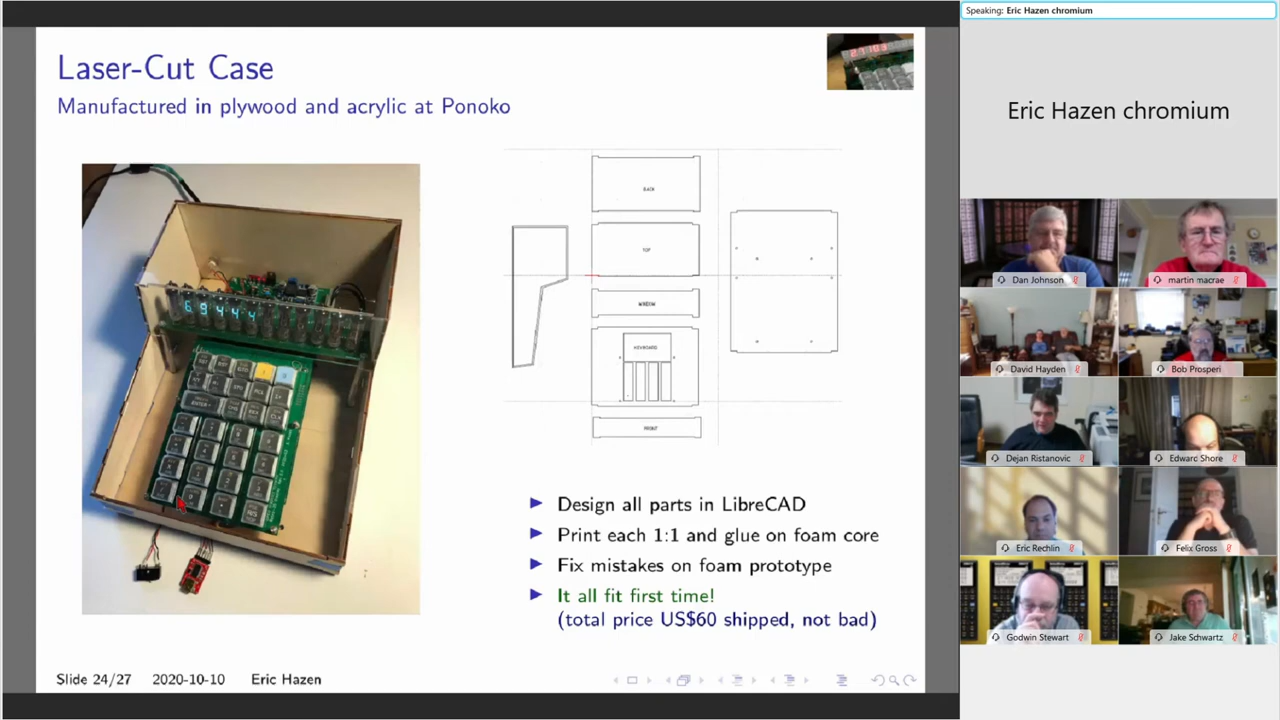 Laser-Cut Case
Manufactured in plywood and acrylic at Ponoko
69444
BACK
TOP
WINDOW
KEYBOARD
FRONT
Design all parts in LibreCAD
Print each 1:1 and glue on foam core
Fix mistakes on foam prototype
It all fit first time!
(total price US$60 shipped, not bad)
Slide 24/27 2020-10-10 Eric Hazen
Speaking: Eric Hazen chromium
Eric Hazen chromium
Dan Johnson
martin macrae
David Hayden
Bob Prosperi
Dejan Ristanovic
Edward Shore
Eric Rechlin
Felix Gross
Godwin Stewart
Jake Schwartz